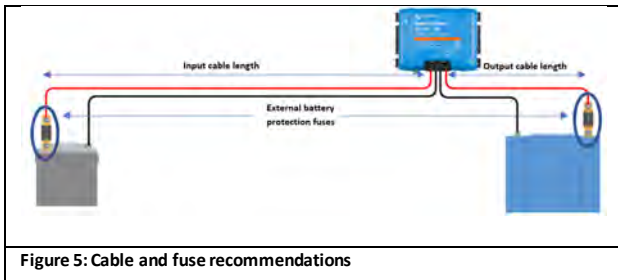 Input cable length
Output cable length
External battery
protection fuses
Figure 5: Cable and fuse recommendations